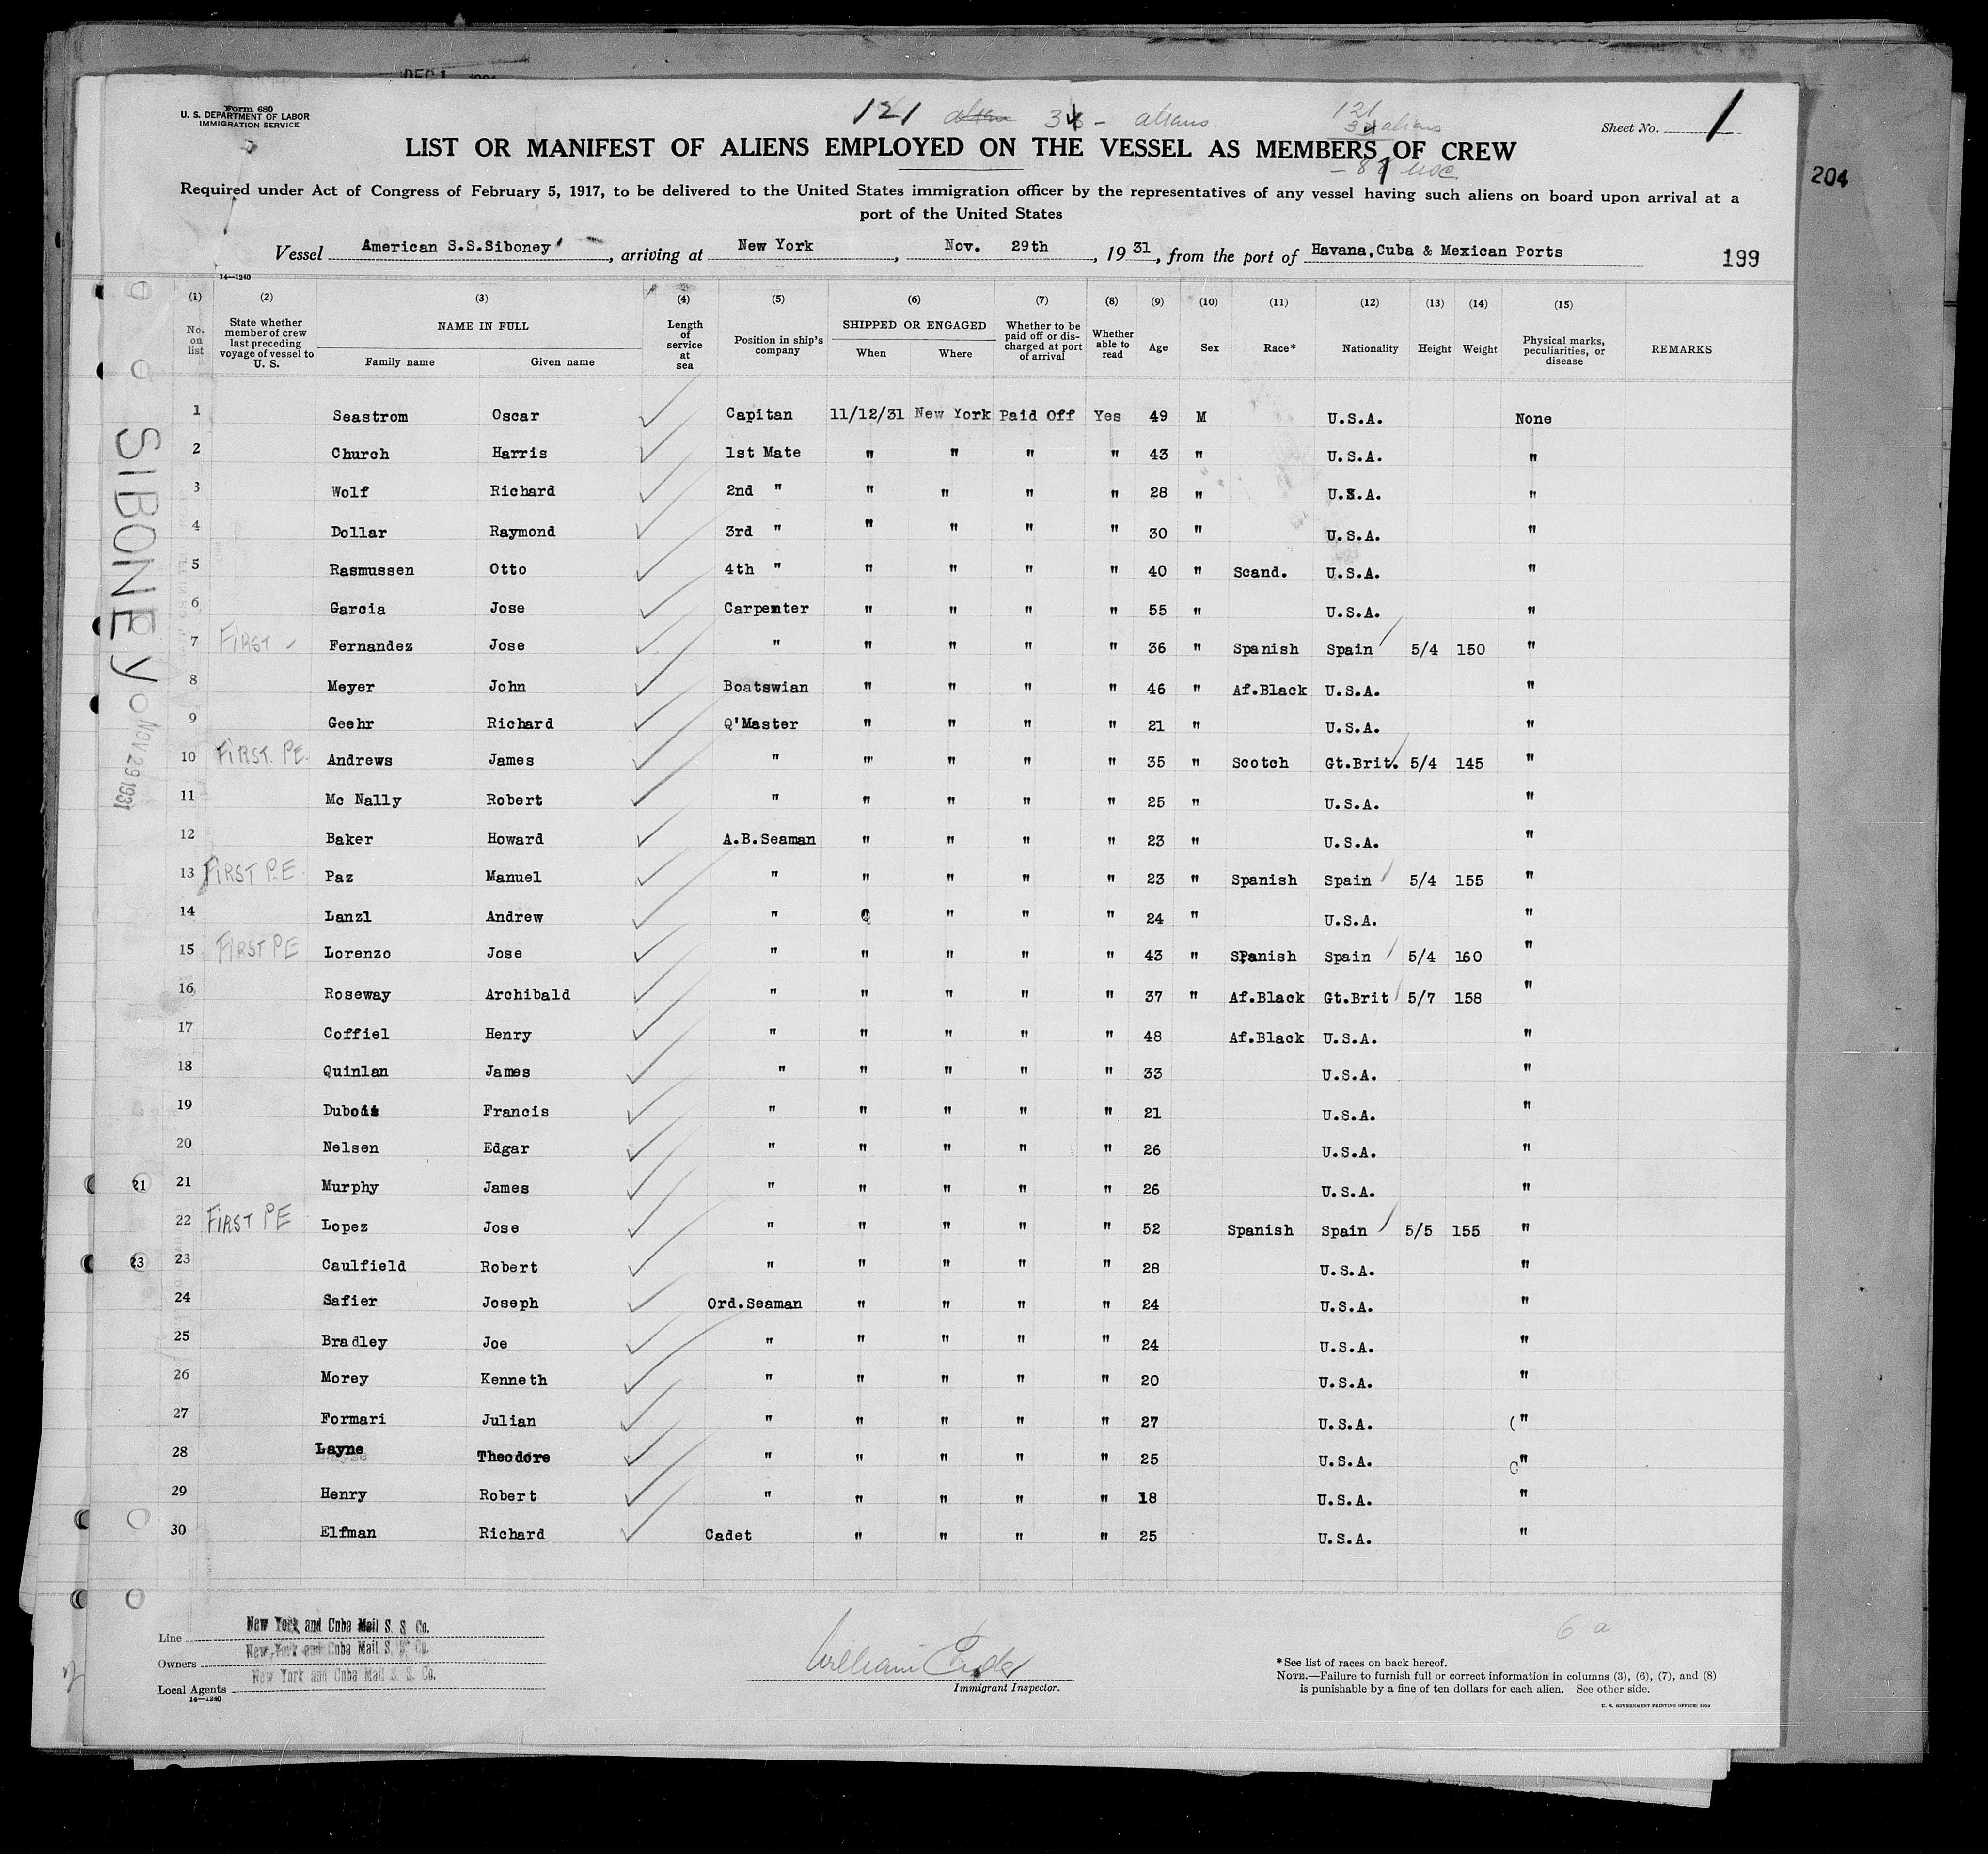 DEC 1
Form 680
U. S. DEPARTMENT OF LABOR
IMMIGRATION SERVICE
121 34 - aliens.
121
34 aliens
87 USC
Sheet No. 1
LIST OR MANIFEST OF ALIENS EMPLOYED ON THE VESSEL AS MEMBERS OF CREW
204
Required under Act of Congress of February 5, 1917, to be delivered to the United States immigration officer by the representatives of any vessel having such aliens on board upon arrival at a
port of the United States
Vessel American S.S.Siboney, arriving at New York, Nov. 29th, 1931, from the port of Havana,Cuba & Mexican Ports
199
14—1240
(1) (2) (3) (4) (5) (6) (7) (8) (9) (10) (11) (12) (13) (14) (15)
No. on list
State whether member of crew last preceding voyage of vessel to U. S.
NAME IN FULL
Family name Given name
Length of service at sea
Position in ship's company
SHIPPED OR ENGAGED
When Where
Whether to be paid off or discharged at port of arrival
Whether able to read
Age Sex Race* Nationality Height Weight
Physical marks, peculiarities, or disease
REMARKS
SIBONEY
NOV 29 1931
1 Seastrom Oscar Capitan 11/12/31 New York Paid Off Yes 49 M U.S.A. None
2 Church Harris 1st Mate " " " " 43 " U.S.A. "
3 Wolf Richard 2nd " " " " " 28 " U.S.A. "
4 Dollar Raymond 3rd " " " " " 30 " U.S.A. "
5 Rasmussen Otto 4th " " " " " 40 " Scand. U.S.A. "
6 Garcia Jose Carpenter " " " " 55 " U.S.A. "
7 FIRST Fernandez Jose " " " " " 36 " Spanish Spain 5/4 150 "
8 Meyer John Boatswian " " " " 46 " Af.Black U.S.A. "
9 Geehr Richard Q'Master " " " " 21 " U.S.A. "
10 FIRST. PE. Andrews James " " " " " 35 " Scotch Gt.Brit. 5/4 145 "
11 Mc Nally Robert " " " " " 25 " U.S.A. "
12 Baker Howard A.B.Seaman " " " " 23 " U.S.A. "
13 FIRST P.E. Paz Manuel " " " " " 23 " Spanish Spain 5/4 155 "
14 Lanzl Andrew " " " " 24 " U.S.A. "
15 FIRST PE Lorenzo Jose " " " " " 43 " Spanish Spain 5/4 160 "
16 Roseway Archibald " " " " " 37 " Af.Black Gt.Brit 5/7 158 "
17 Coffiel Henry " " " " " 48 Af.Black U.S.A. "
18 Quinlan James " " " " " 33 U.S.A. "
19 Dubois Francis " " " " " 21 U.S.A. "
20 Nelsen Edgar " " " " " 26 U.S.A. "
21 21 Murphy James " " " " " 26 U.S.A. "
22 FIRST PE Lopez Jose " " " " " 52 Spanish Spain 5/5 155 "
23 23 Caulfield Robert " " " " " 28 U.S.A. "
24 Safier Joseph Ord.Seaman " " " " 24 U.S.A. "
25 Bradley Joe " " " " " 24 U.S.A. "
26 Morey Kenneth " " " " " 20 U.S.A. "
27 Formari Julian " " " " " 27 U.S.A. "
28 Layne Theodore " " " " " 25 U.S.A. "
29 Henry Robert " " " " " 18 U.S.A. "
30 Elfman Richard Cadet " " " " 25 U.S.A. "
6 a
Line New York and Cuba Mail S. S. Co.
Owners New York and Cuba Mail S. S. Co.
Local Agents New York and Cuba Mail S. S. Co.
14—1240
William
Immigrant Inspector.
*See list of races on back hereof.
NOTE.—Failure to furnish full or correct information in columns (3), (6), (7), and (8)
is punishable by a fine of ten dollars for each alien. See other side.